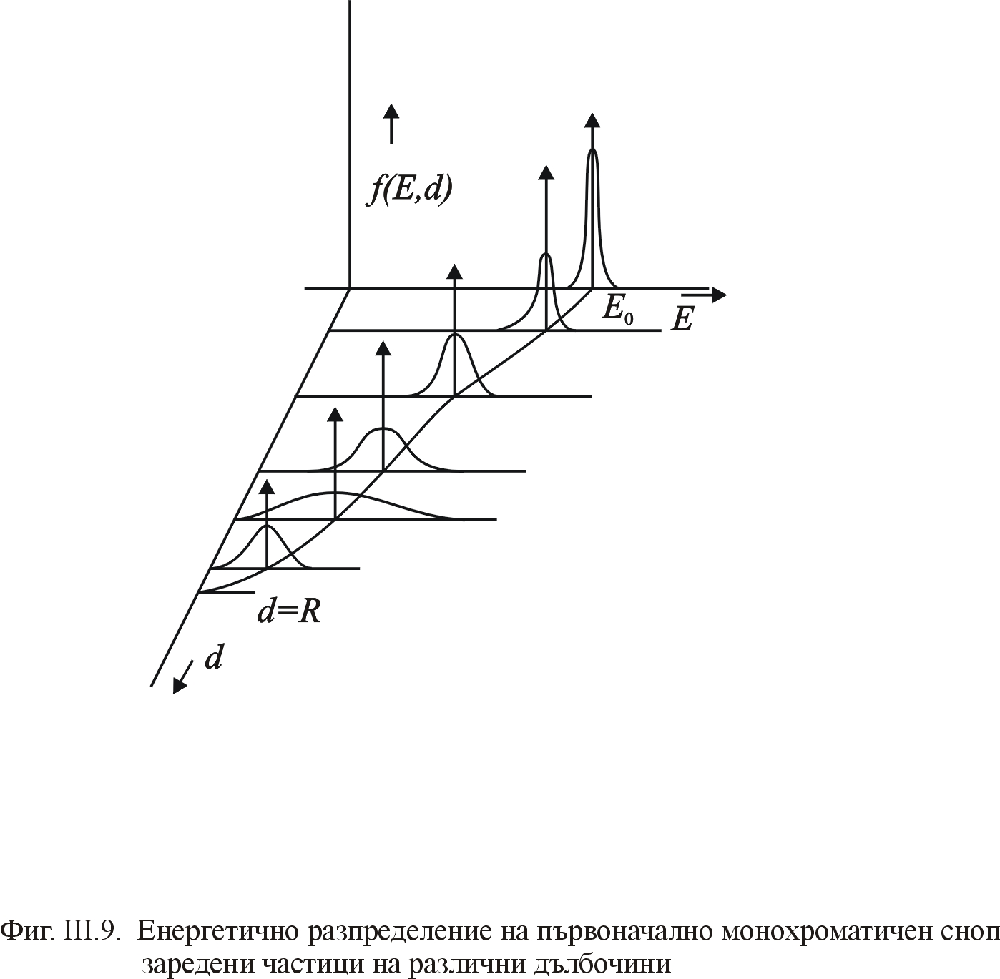 f(E,d)
E₀
E
d=R
d
Фиг. III.9. Енергетично разпределение на първоначално монохроматичен сноп
заредени частици на различни дълбочини